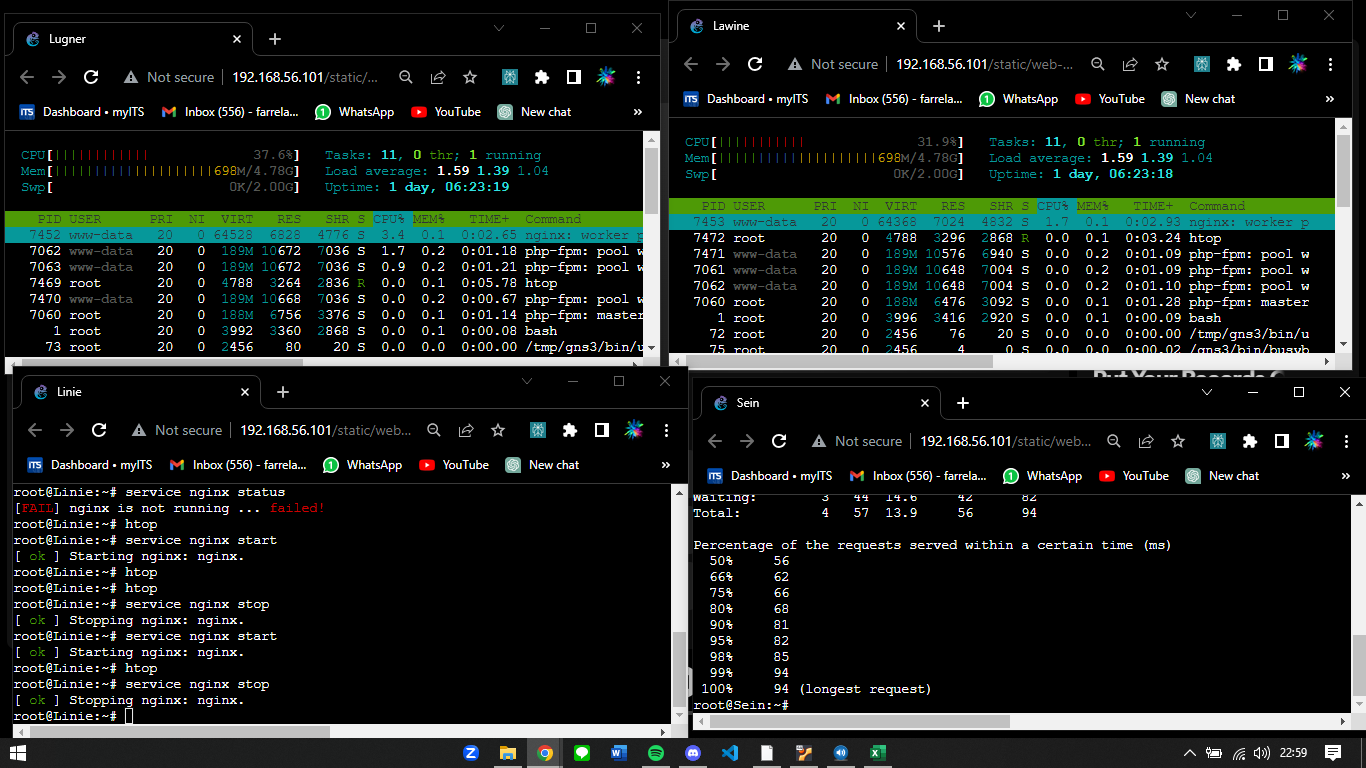 Lugner
Not secure
192.168.56.101/static/...
Dashboard • myITS
Inbox (556) - farrela...
WhatsApp
YouTube
New chat
»
CPU[|||||||||||| 37.6%] Tasks: 11, 0 thr; 1 running
Mem[||||||||||||||||||||698M/4.78G] Load average: 1.59 1.39 1.04
Swp[ 0K/2.00G] Uptime: 1 day, 06:23:19
PID USER PRI NI VIRT RES SHR S CPU% MEM% TIME+ Command
7452 www-data 20 0 64528 6828 4776 S 3.4 0.1 0:02.65 nginx: worker p
7062 www-data 20 0 189M 10672 7036 S 1.7 0.2 0:01.18 php-fpm: pool w
7063 www-data 20 0 189M 10672 7036 S 0.9 0.2 0:01.21 php-fpm: pool w
7469 root 20 0 4788 3264 2836 R 0.0 0.1 0:05.78 htop
7470 www-data 20 0 189M 10668 7036 S 0.0 0.2 0:00.67 php-fpm: pool w
7060 root 20 0 188M 6756 3376 S 0.0 0.1 0:01.14 php-fpm: master
1 root 20 0 3992 3360 2868 S 0.0 0.1 0:00.08 bash
73 root 20 0 2456 80 20 S 0.0 0.0 0:00.00 /tmp/gns3/bin/u
Lawine
Not secure
192.168.56.101/static/web-...
Dashboard • myITS
Inbox (556) - farrela...
WhatsApp
YouTube
New chat
»
CPU[|||||||||| 31.9%] Tasks: 11, 0 thr; 1 running
Mem[||||||||||||||||||||698M/4.78G] Load average: 1.59 1.39 1.04
Swp[ 0K/2.00G] Uptime: 1 day, 06:23:18
PID USER PRI NI VIRT RES SHR S CPU% MEM% TIME+ Command
7453 www-data 20 0 64368 7024 4832 S 1.7 0.1 0:02.93 nginx: worker p
7472 root 20 0 4788 3296 2868 R 0.0 0.1 0:03.24 htop
7471 www-data 20 0 189M 10576 6940 S 0.0 0.2 0:01.09 php-fpm: pool w
7061 www-data 20 0 189M 10648 7004 S 0.0 0.2 0:01.09 php-fpm: pool w
7062 www-data 20 0 189M 10648 7004 S 0.0 0.2 0:01.10 php-fpm: pool w
7060 root 20 0 188M 6476 3092 S 0.0 0.1 0:01.28 php-fpm: master
1 root 20 0 3996 3416 2920 S 0.0 0.1 0:00.09 bash
72 root 20 0 2456 76 20 S 0.0 0.0 0:00.00 /tmp/gns3/bin/u
75 root 20 0 2456 4 0 S 0.0 0.0 0:00.02 /gns3/bin/busyb
Put Your Records
Linie
Not secure
192.168.56.101/static/web...
Dashboard • myITS
Inbox (556) - farrela...
WhatsApp
YouTube
New chat
»
root@Linie:~# service nginx status
[FAIL] nginx is not running ... failed!
root@Linie:~# htop
root@Linie:~# service nginx start
[ ok ] Starting nginx: nginx.
root@Linie:~# htop
root@Linie:~# htop
root@Linie:~# service nginx stop
[ ok ] Stopping nginx: nginx.
root@Linie:~# service nginx start
[ ok ] Starting nginx: nginx.
root@Linie:~# htop
root@Linie:~# service nginx stop
[ ok ] Stopping nginx: nginx.
root@Linie:~#
Sein
Not secure
192.168.56.101/static/web...
Dashboard • myITS
Inbox (556) - farrela...
WhatsApp
YouTube
New chat
»
Waiting: 3 44 14.6 42 82
Total: 4 57 13.9 56 94
Percentage of the requests served within a certain time (ms)
50% 56
66% 62
75% 66
80% 68
90% 81
95% 82
98% 85
99% 94
100% 94 (longest request)
root@Sein:~#
22:59